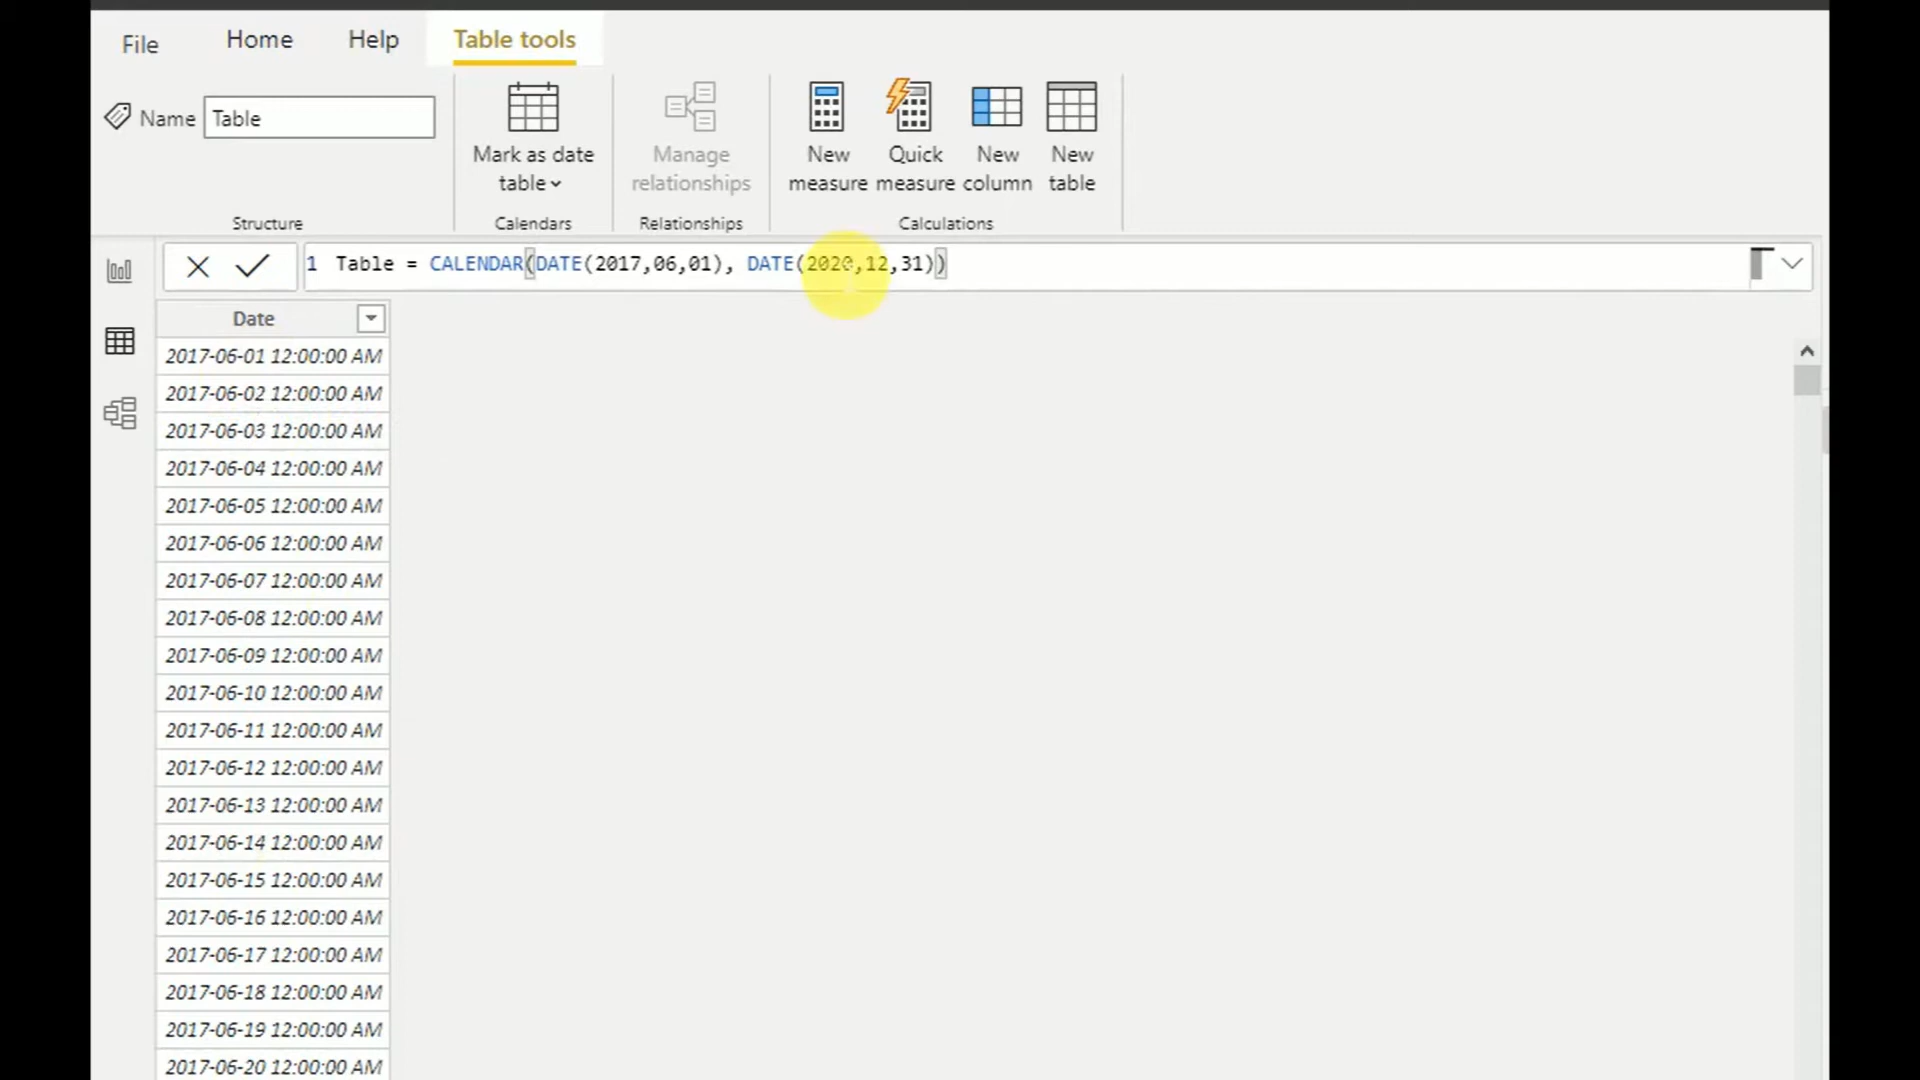 File Home Help Table tools
Name Table
Mark as date table
Manage relationships
New measure
Quick measure
New column
New table
Structure Calendars Relationships Calculations
1 Table = CALENDAR(DATE(2017,06,01), DATE(2020,12,31))
Date
2017-06-01 12:00:00 AM
2017-06-02 12:00:00 AM
2017-06-03 12:00:00 AM
2017-06-04 12:00:00 AM
2017-06-05 12:00:00 AM
2017-06-06 12:00:00 AM
2017-06-07 12:00:00 AM
2017-06-08 12:00:00 AM
2017-06-09 12:00:00 AM
2017-06-10 12:00:00 AM
2017-06-11 12:00:00 AM
2017-06-12 12:00:00 AM
2017-06-13 12:00:00 AM
2017-06-14 12:00:00 AM
2017-06-15 12:00:00 AM
2017-06-16 12:00:00 AM
2017-06-17 12:00:00 AM
2017-06-18 12:00:00 AM
2017-06-19 12:00:00 AM
2017-06-20 12:00:00 AM